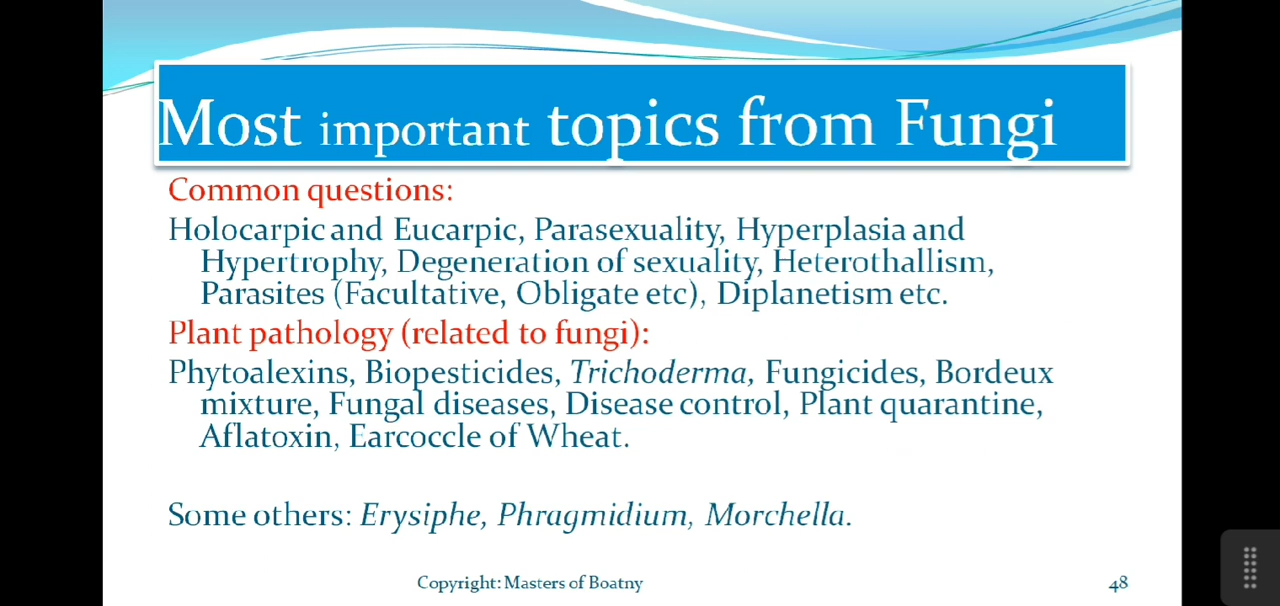 Most important topics from Fungi
Common questions:
Holocarpic and Eucarpic, Parasexuality, Hyperplasia and
Hypertrophy, Degeneration of sexuality, Heterothallism,
Parasites (Facultative, Obligate etc), Diplanetism etc.
Plant pathology (related to fungi):
Phytoalexins, Biopesticides, Trichoderma, Fungicides, Bordeux
mixture, Fungal diseases, Disease control, Plant quarantine,
Aflatoxin, Earcoccle of Wheat.
Some others: Erysiphe, Phragmidium, Morchella.
Copyright: Masters of Boatny
48